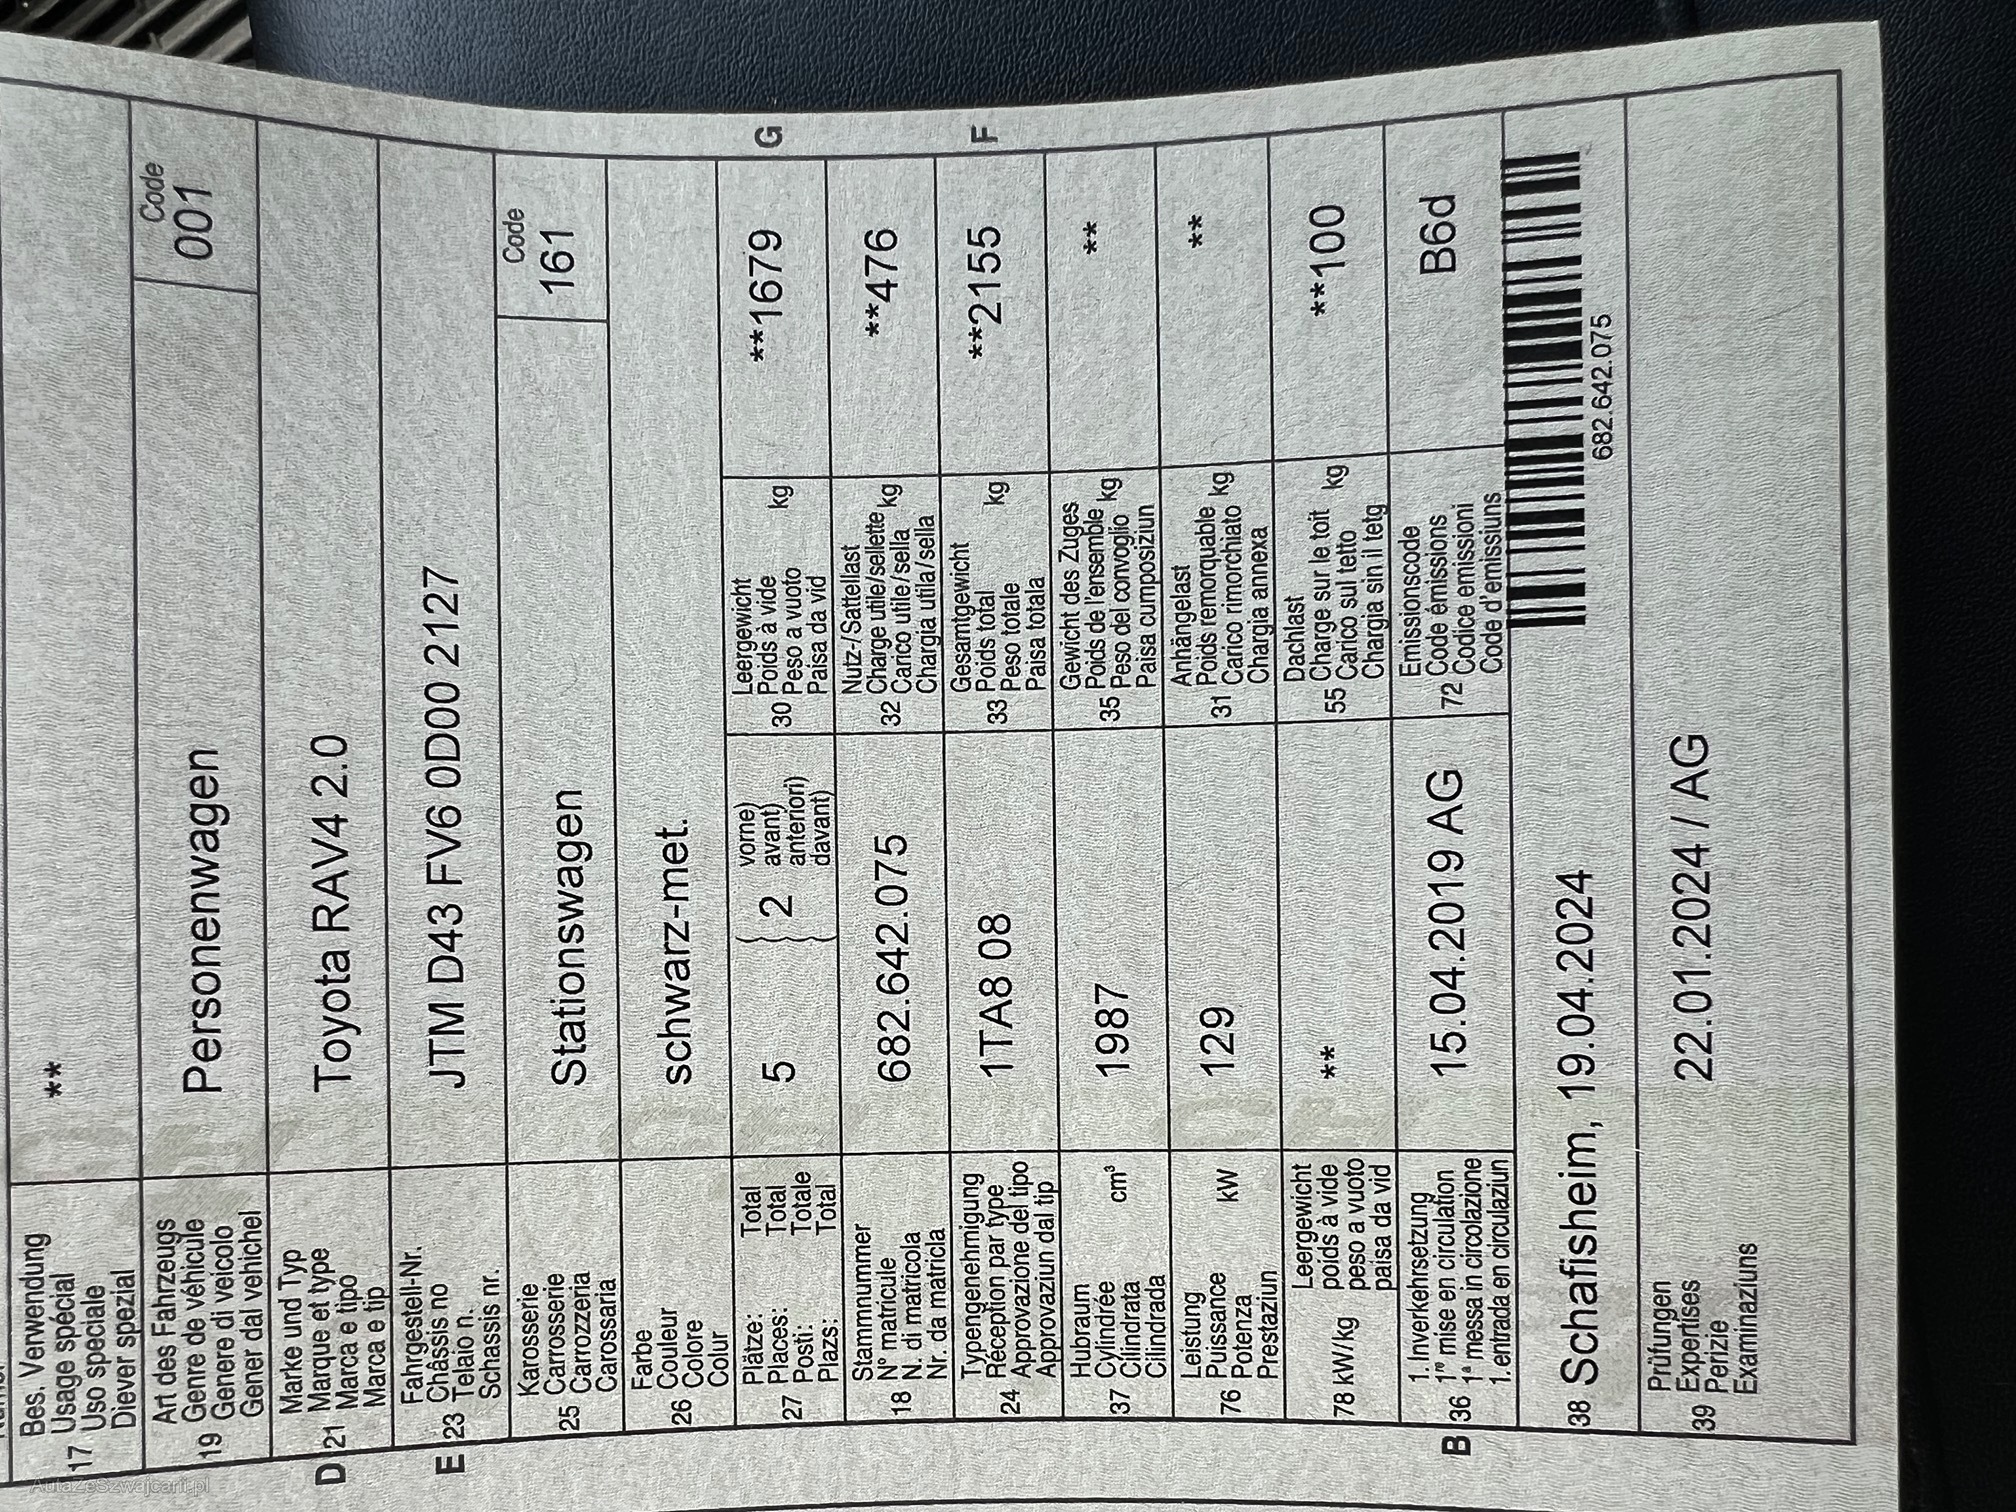 Bes. Verwendung
17 Usage spécial
Uso speciale
Diever spezial
**
Art des Fahrzeugs
19 Genre de véhicule
Genere di veicolo
Gener dal vehichel
Personenwagen
Code
001
Marke und Typ
D 21 Marque et type
Marca e tipo
Marca e tip
Toyota RAV4 2.0
Fahrgestell-Nr.
E 23 Châssis no
Telaio n.
Schassis nr.
JTM D43 FV6 0D00 2127
Karosserie
25 Carrosserie
Carrozzeria
Carossaria
Stationswagen
Code
161
Farbe
26 Couleur
Colore
Colur
schwarz-met.
Plätze: Total
27 Places: Total
Posti: Totale
Plazs: Total
5
2
vorne)
avant)
anteriori)
davant)
Leergewicht
30 Poids à vide
Peso a vuoto kg
Paisa da vid
**1679
G
Stammnummer
18 N° matricule
N. di matricola
Nr. da matricla
682.642.075
Nutz-/Sattellast
32 Charge utile/sellette
Carico utile/sella kg
Chargia utila/sella
**476
Typengenehmigung
24 Réception par type
Approvazione del tipo
Approvaziun dal tip
1TA8 08
Gesamtgewicht
33 Poids total
Peso totale kg
Paisa totala
**2155
F
Hubraum
37 Cylindrée cm³
Cilindrata
Cilindrada
1987
Gewicht des Zuges
35 Poids de l'ensemble
Peso del convoglio kg
Paisa cumposiziun
**
Leistung
76 Puissance kW
Potenza
Prestaziun
129
Anhängelast
31 Poids remorquable
Carico rimorchiato kg
Chargia annexa
**
78 kW/kg
Leergewicht
poids à vide
peso a vuoto
paisa da vid
**
Dachlast
55 Charge sur le toit
Carico sul tetto kg
Chargia sin il tetg
**100
1. Inverkehrsetzung
B 36 1re mise en circulation
1a messa in circolazione
1. entrada en circulaziun
15.04.2019 AG
Emissionscode
72 Code émissions
Codice emissioni
Code d'emissiuns
B6d
38 Schafisheim, 19.04.2024
682.642.075
Prüfungen
39 Expertises
Perizie
Examinaziuns
22.01.2024 / AG
AutazeSzwajcarii.pl